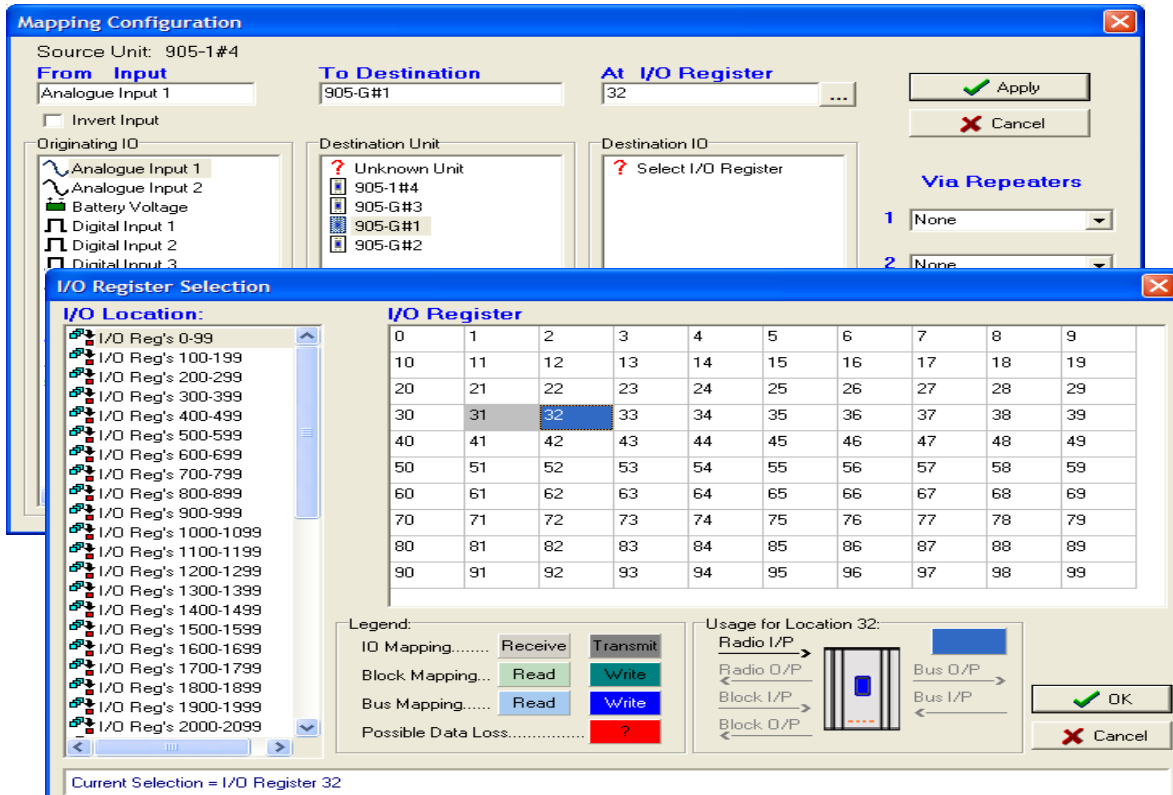 Mapping Configuration
Source Unit: 905-1#4
From Input
Analogue Input 1
To Destination
905-G#1
At I/O Register
32
...
Apply
Cancel
Invert Input
Originating IO
Analogue Input 1
Analogue Input 2
Battery Voltage
Digital Input 1
Digital Input 2
Digital Input 3
Destination Unit
? Unknown Unit
905-1#4
905-G#3
905-G#1
905-G#2
Destination IO
? Select I/O Register
Via Repeaters
1 None
2 None
I/O Register Selection
I/O Location:
I/O Reg's 0-99
I/O Reg's 100-199
I/O Reg's 200-299
I/O Reg's 300-399
I/O Reg's 400-499
I/O Reg's 500-599
I/O Reg's 600-699
I/O Reg's 700-799
I/O Reg's 800-899
I/O Reg's 900-999
I/O Reg's 1000-1099
I/O Reg's 1100-1199
I/O Reg's 1200-1299
I/O Reg's 1300-1399
I/O Reg's 1400-1499
I/O Reg's 1500-1599
I/O Reg's 1600-1699
I/O Reg's 1700-1799
I/O Reg's 1800-1899
I/O Reg's 1900-1999
I/O Reg's 2000-2099
I/O Register
0 1 2 3 4 5 6 7 8 9
10 11 12 13 14 15 16 17 18 19
20 21 22 23 24 25 26 27 28 29
30 31 32 33 34 35 36 37 38 39
40 41 42 43 44 45 46 47 48 49
50 51 52 53 54 55 56 57 58 59
60 61 62 63 64 65 66 67 68 69
70 71 72 73 74 75 76 77 78 79
80 81 82 83 84 85 86 87 88 89
90 91 92 93 94 95 96 97 98 99
Legend:
IO Mapping........ Receive Transmit
Block Mapping... Read Write
Bus Mapping...... Read Write
Possible Data Loss................ ?
Usage for Location 32:
Radio I/P
Radio O/P
Block I/P
Block O/P
Bus O/P
Bus I/P
OK
Cancel
Current Selection = I/O Register 32